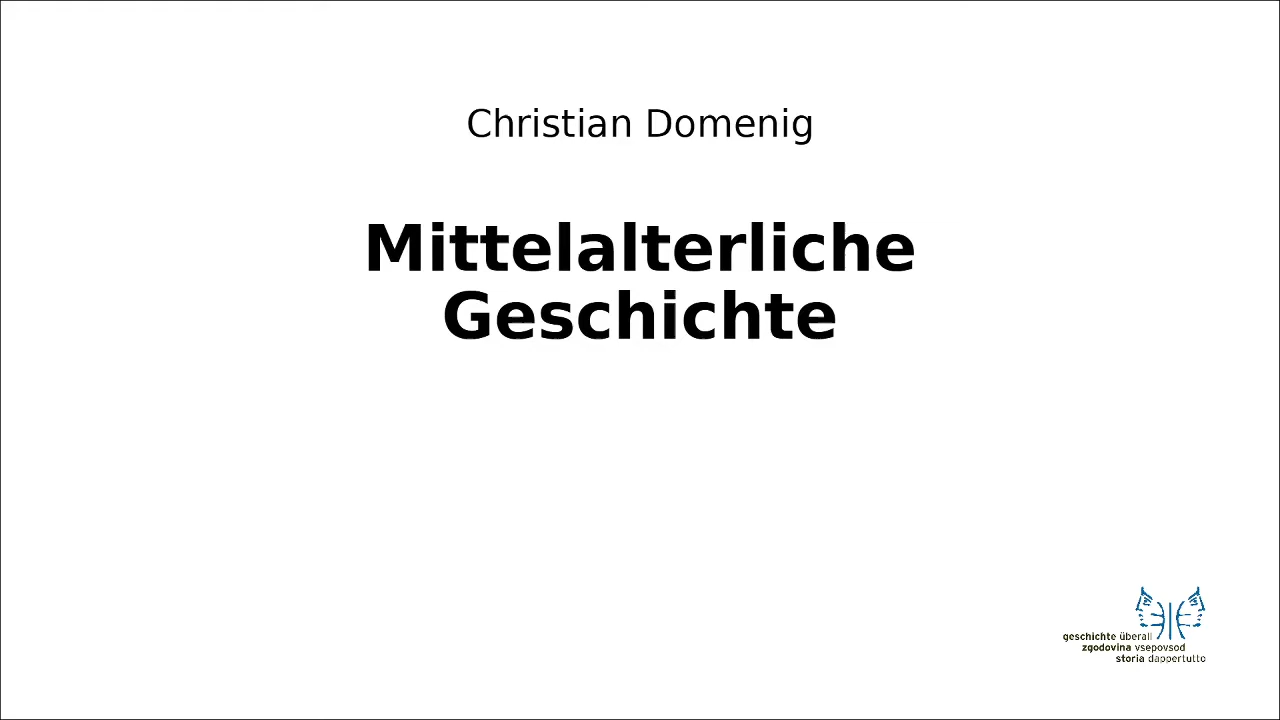 Christian Domenig
Mittelalterliche
Geschichte
geschichte überall
zgodovina vsepovsod
storia dappertutto